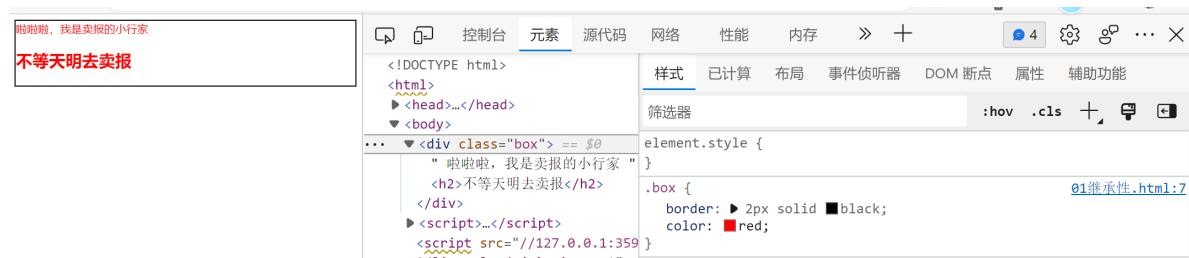 啦啦啦，我是卖报的小行家
不等天明去卖报
控制台 元素 源代码 网络 性能 内存 4
<!DOCTYPE html>
<html>
<head>…</head>
<body>
<div class="box"> == $0
" 啦啦啦，我是卖报的小行家 "
<h2>不等天明去卖报</h2>
</div>
<script>…</script>
<script src="//127.0.0.1:359
样式 已计算 布局 事件侦听器 DOM 断点 属性 辅助功能
筛选器 :hov .cls
element.style {
}
.box { 01继承性.html:7
border: 2px solid black;
color: red;
}